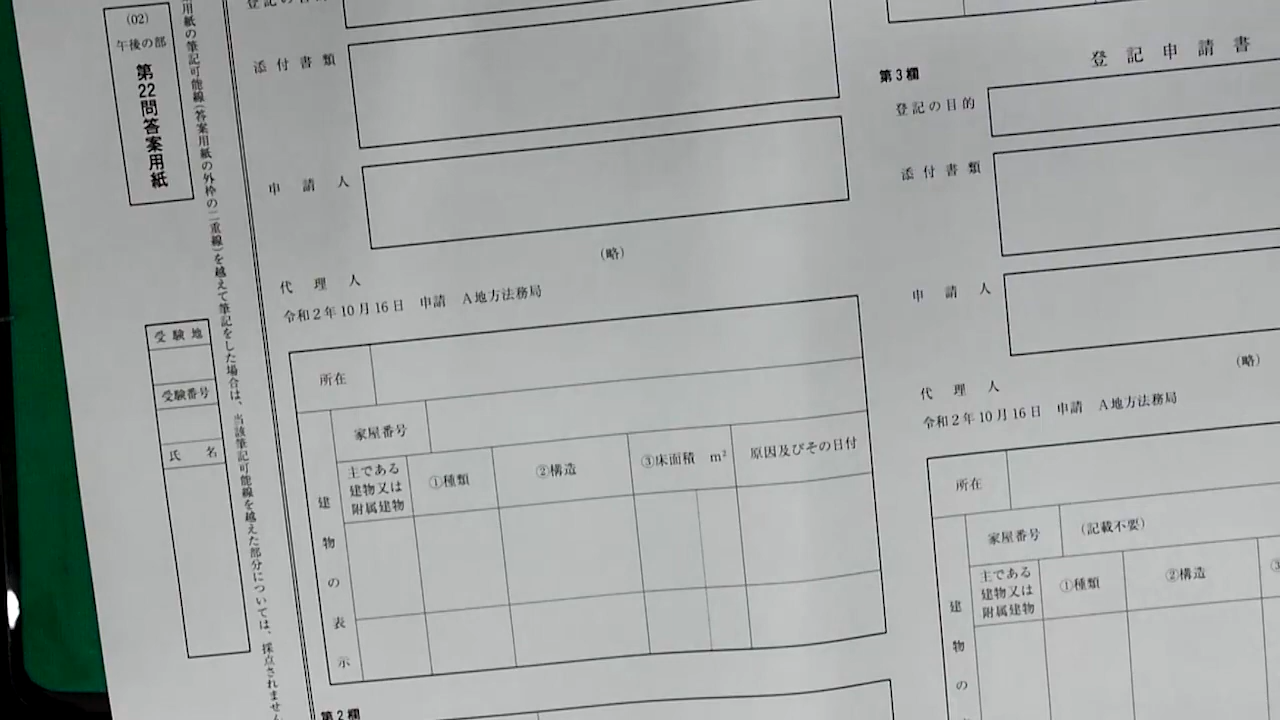 (02)
午後の部
第22問答案用紙
受験地
受験番号
氏名
用紙の筆記可能線(答案用紙の外枠の二重線)を越えて筆記をした場合は、当該筆記可能線を越えた部分については、採点されません
登記の
添付書類
申請人
(略)
代理人
令和2年10月16日 申請 A地方法務局
所在
建物の表示
家屋番号
主である建物又は附属建物
①種類
②構造
③床面積 m²
原因及びその日付
第2欄
登記申請書
第3欄
登記の目的
添付書類
申請人
(略)
代理人
令和2年10月16日 申請 A地方法務局
所在
建物の
家屋番号
(記載不要)
主である建物又は附属建物
①種類
②構造